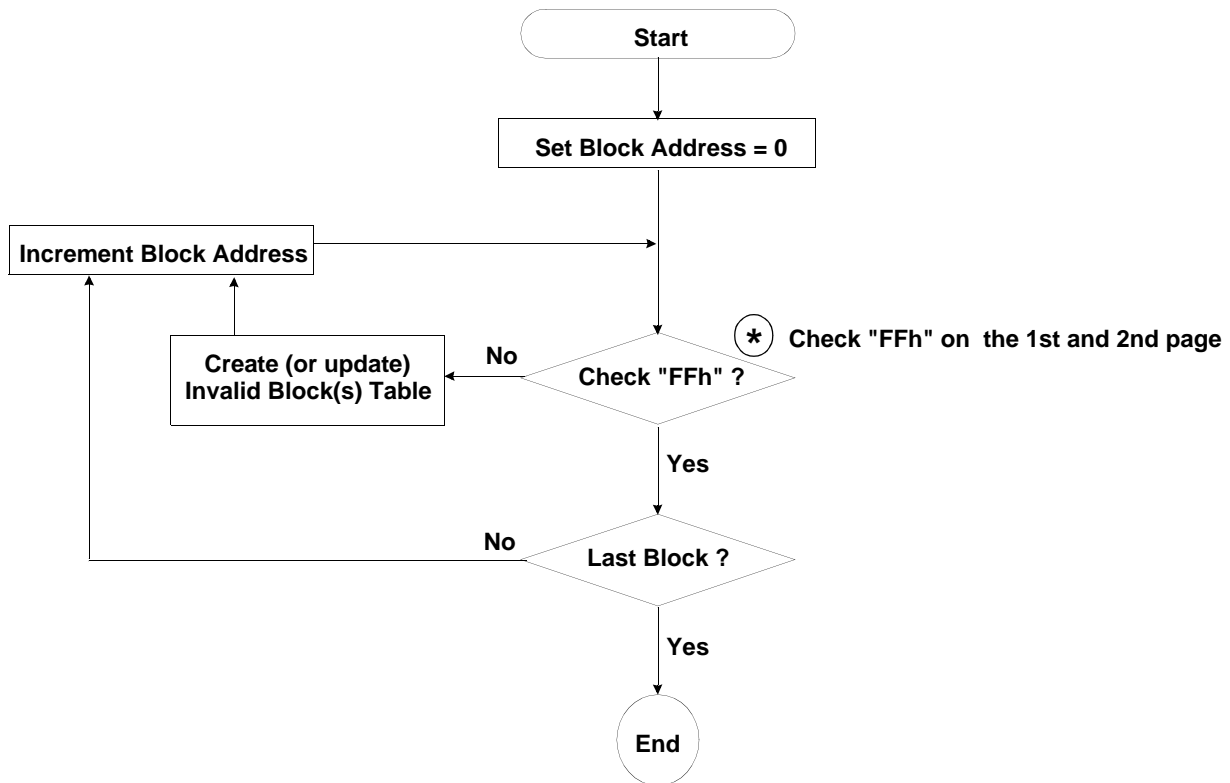 Start
Set Block Address = 0
Increment Block Address
* Check "FFh" on the 1st and 2nd page
No
Create (or update)
Invalid Block(s) Table
Check "FFh" ?
Yes
No
Last Block ?
Yes
End